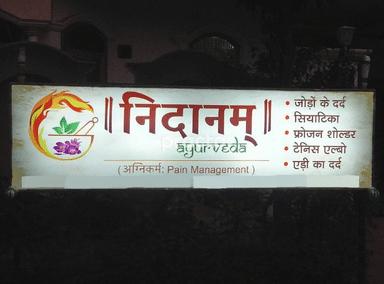 ॥ निदानम् ॥
ayurveda
(अग्निकर्म: Pain Management)
• जोड़ों के दर्द
• सियाटिका
• फ्रोजन शोल्डर
• टेनिस एल्बो
• एड़ी का दर्द